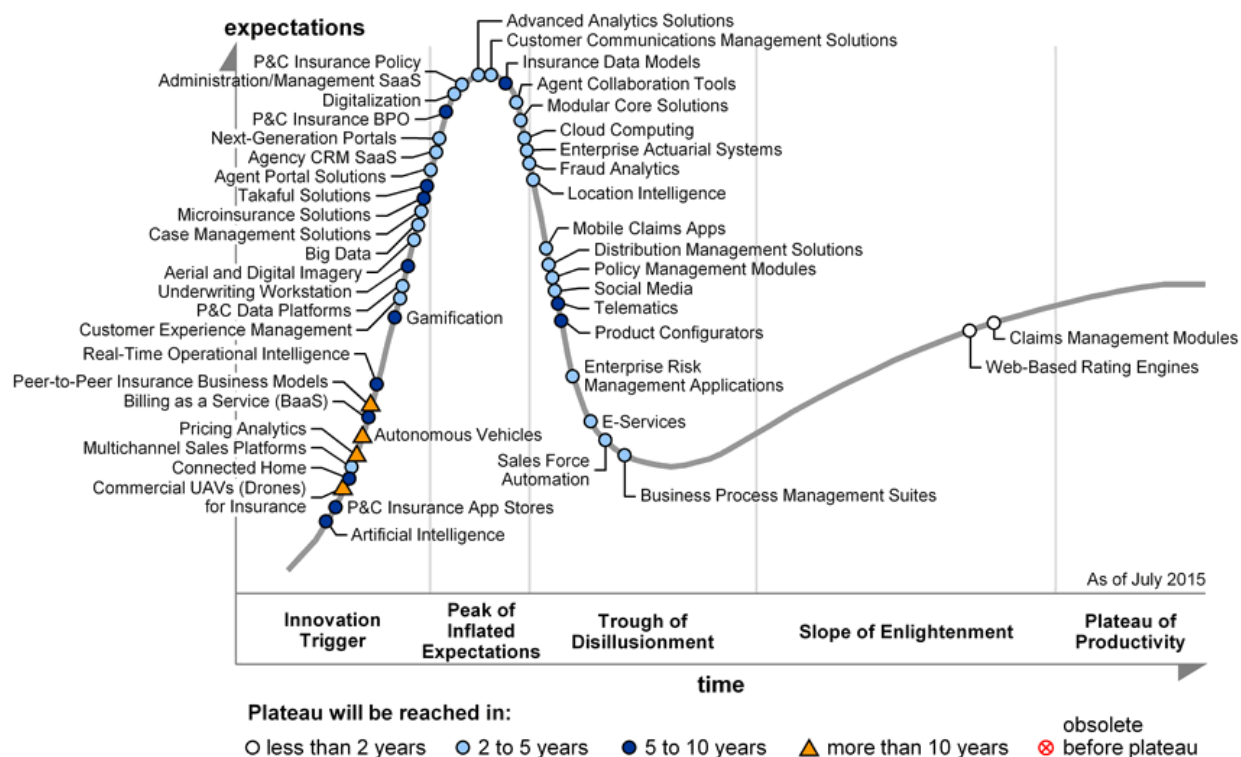 expectations
Advanced Analytics Solutions
Customer Communications Management Solutions
P&C Insurance Policy
Administration/Management SaaS
Insurance Data Models
Digitalization
Agent Collaboration Tools
P&C Insurance BPO
Modular Core Solutions
Next-Generation Portals
Cloud Computing
Agency CRM SaaS
Enterprise Actuarial Systems
Agent Portal Solutions
Fraud Analytics
Takaful Solutions
Location Intelligence
Microinsurance Solutions
Case Management Solutions
Mobile Claims Apps
Big Data
Distribution Management Solutions
Aerial and Digital Imagery
Policy Management Modules
Underwriting Workstation
Social Media
P&C Data Platforms
Telematics
Customer Experience Management
Gamification
Product Configurators
Claims Management Modules
Real-Time Operational Intelligence
Web-Based Rating Engines
Peer-to-Peer Insurance Business Models
Enterprise Risk
Management Applications
Billing as a Service (BaaS)
Pricing Analytics
Autonomous Vehicles
E-Services
Multichannel Sales Platforms
Connected Home
Sales Force
Automation
Commercial UAVs (Drones)
for Insurance
Business Process Management Suites
P&C Insurance App Stores
Artificial Intelligence
As of July 2015
Innovation
Trigger
Peak of
Inflated
Expectations
Trough of
Disillusionment
Slope of Enlightenment
Plateau of
Productivity
time
Plateau will be reached in:
less than 2 years
2 to 5 years
5 to 10 years
more than 10 years
obsolete
before plateau